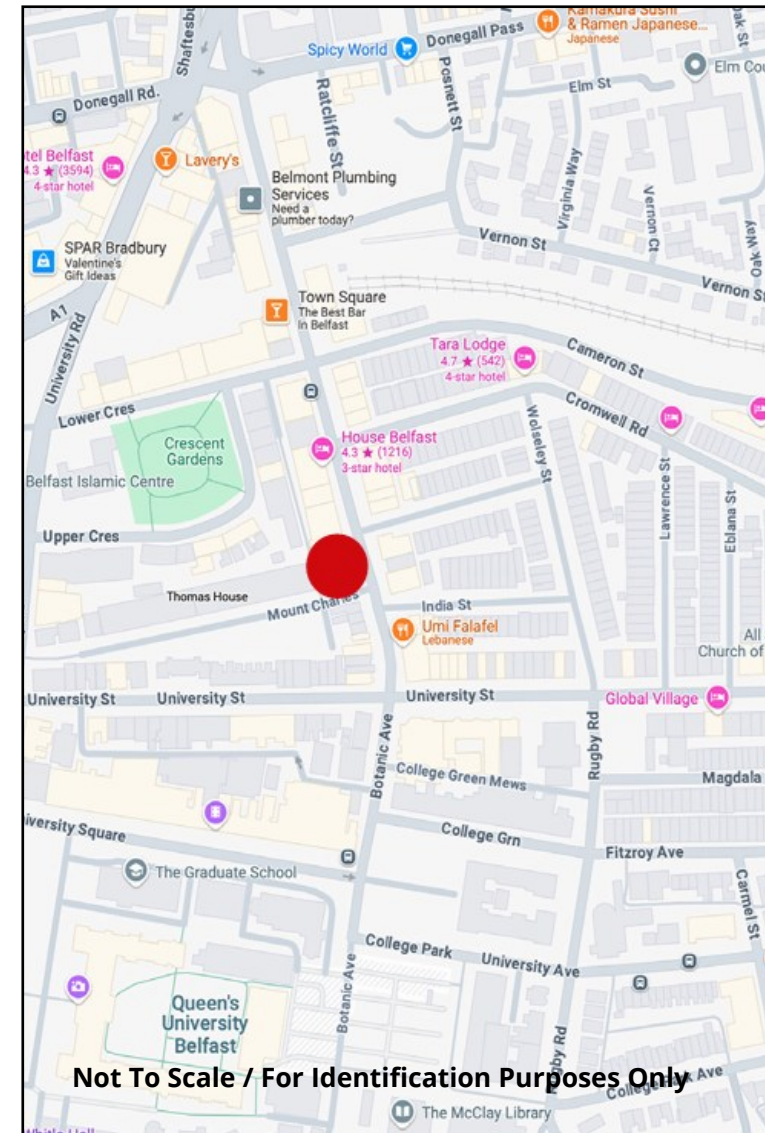 Kamakura Sushi
& Ramen Japanese...
Japanese
Spicy World
Donegall Pass
Shaftesbu
Oak St
Elm Cou
Posnett St
Elm St
Donegall Rd.
Ratcliffe St
tel Belfast
4.3 ★ (3594)
4-star hotel
Lavery's
Belmont Plumbing
Services
Need a
plumber today?
Virginia Way
Vernon Ct
Oak Way
SPAR Bradbury
Valentine's
Gift Ideas
Vernon St
Vernon St
A1
Town Square
The Best Bar
In Belfast
University Rd
Tara Lodge
4.7 ★ (542)
4-star hotel
Cameron St
Cromwell Rd
Lower Cres
Wolseley St
Crescent
Gardens
House Belfast
4.3 ★ (1216)
3-star hotel
Belfast Islamic Centre
Lawrence St
Eblana St
Upper Cres
Thomas House
Mount Charles
India St
Umi Falafel
Lebanese
All
Church of
University St
University St
University St
Global Village
Rugby Rd
Botanic Ave
College Green Mews
Magdala
iversity Square
College Grn
Fitzroy Ave
The Graduate School
Carmel St
College Park
University Ave
Botanic Ave
Queen's
University
Belfast
Rugby Rd
Not To Scale / For Identification Purposes Only
College Park Ave
The McClay Library